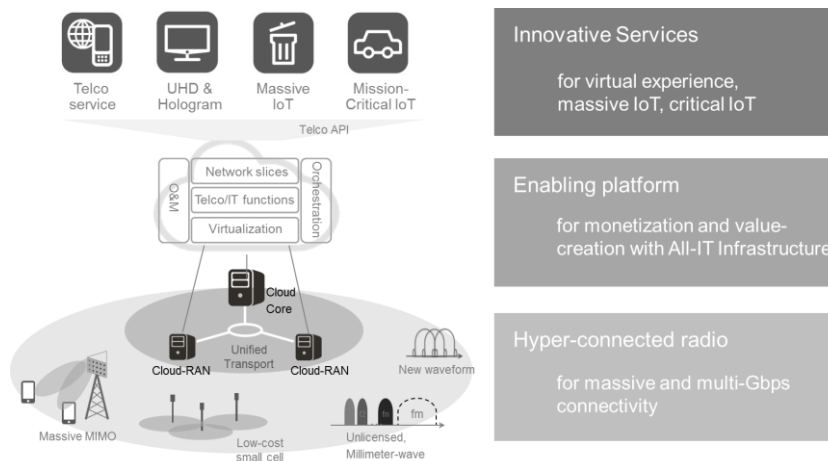 Telco
service
UHD &
Hologram
Massive
IoT
Mission-
Critical IoT
Telco API
O&M
Network slices
Telco/IT functions
Virtualization
Orchestration
Cloud
Core
Unified
Transport
Cloud-RAN
Cloud-RAN
New waveform
Massive MIMO
Low-cost
small cell
fm
Unlicensed,
Millimeter-wave
Innovative Services
for virtual experience,
massive IoT, critical IoT
Enabling platform
for monetization and value-
creation with All-IT Infrastructure
Hyper-connected radio
for massive and multi-Gbps
connectivity